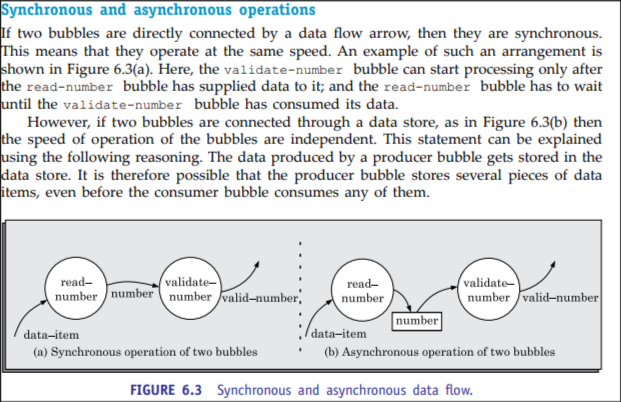 Synchronous and asynchronous operations
If two bubbles are directly connected by a data flow arrow, then they are synchronous.
This means that they operate at the same speed. An example of such an arrangement is
shown in Figure 6.3(a). Here, the validate-number bubble can start processing only after
the read-number bubble has supplied data to it; and the read-number bubble has to wait
until the validate-number bubble has consumed its data.
However, if two bubbles are connected through a data store, as in Figure 6.3(b) then
the speed of operation of the bubbles are independent. This statement can be explained
using the following reasoning. The data produced by a producer bubble gets stored in the
data store. It is therefore possible that the producer bubble stores several pieces of data
items, even before the consumer bubble consumes any of them.
read–
number
number
validate–
number
valid–number
data–item
(a) Synchronous operation of two bubbles
read–
number
number
validate–
number
valid–number
data–item
(b) Asynchronous operation of two bubbles
FIGURE 6.3 Synchronous and asynchronous data flow.